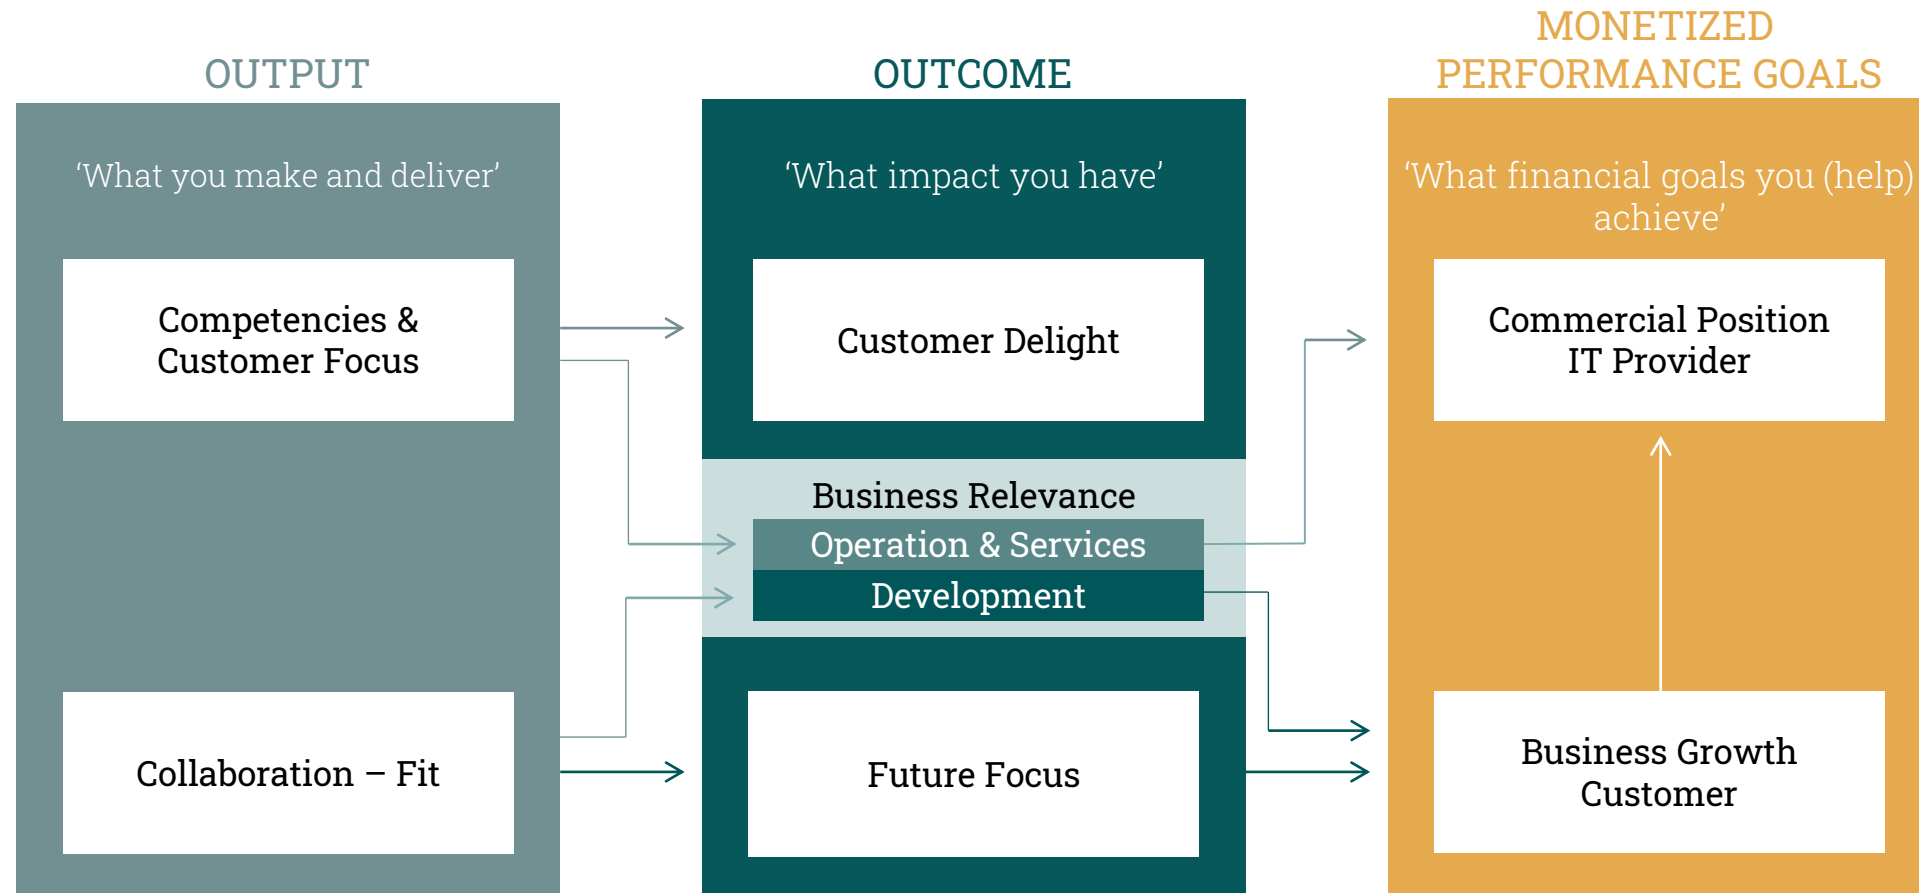 OUTPUT
‘What you make and deliver’
Competencies &
Customer Focus
Collaboration – Fit
OUTCOME
‘What impact you have’
Customer Delight
Business Relevance
Operation & Services
Development
Future Focus
MONETIZED
PERFORMANCE GOALS
‘What financial goals you (help)
achieve’
Commercial Position
IT Provider
Business Growth
Customer